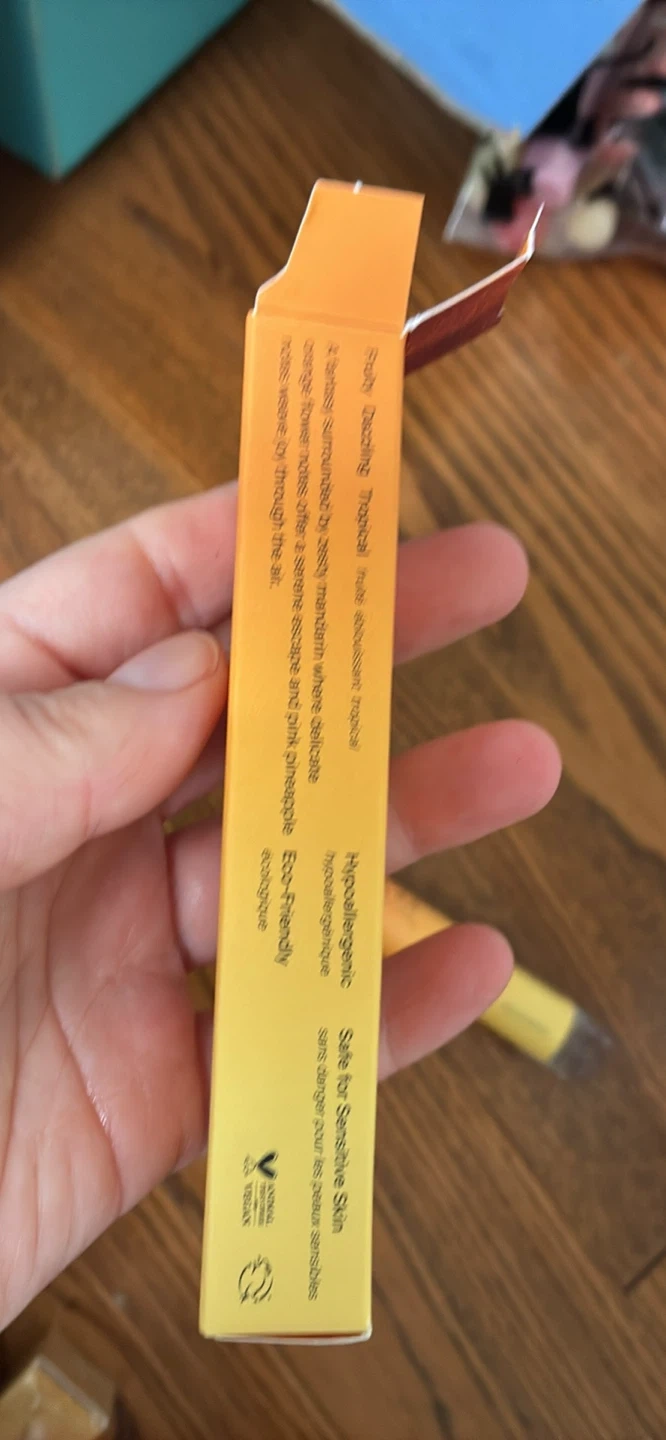 Fruity Dazzling Tropical fruité éblouissant tropical
A fantasy surrounded by zesty mandarin where delicate
orange flower notes offer a serene escape and pink pineapple
notes weave joy through the air.
Hypoallergenic
hypoallergénique
Eco-Friendly
écologique
Safe for Sensitive Skin
sans danger pour les peaux sensibles
VEGAN